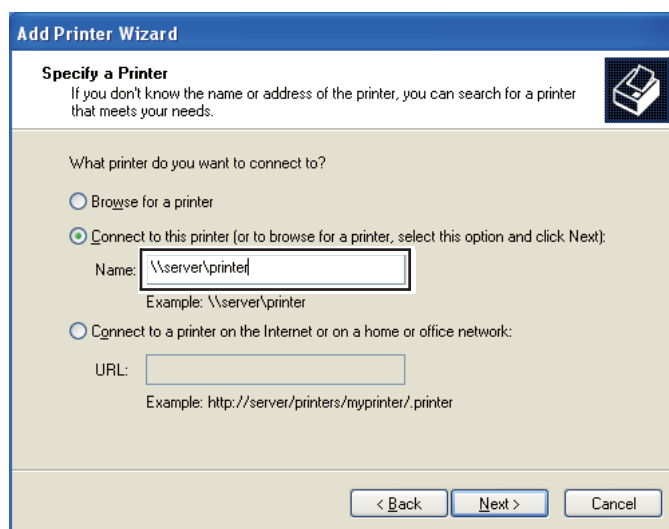 Add Printer Wizard
Specify a Printer
If you don't know the name or address of the printer, you can search for a printer
that meets your needs.
What printer do you want to connect to?
Browse for a printer
Connect to this printer (or to browse for a printer, select this option and click Next):
Name: \\server\printer
Example: \\server\printer
Connect to a printer on the Internet or on a home or office network:
URL:
Example: http://server/printers/myprinter/.printer
< Back Next > Cancel